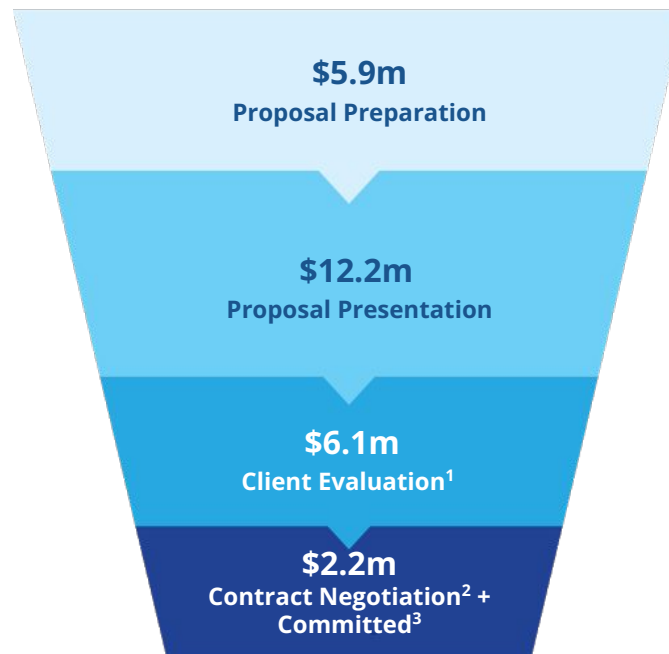 $5.9m
Proposal Preparation
$12.2m
Proposal Presentation
$6.1m
Client Evaluation¹
$2.2m
Contract Negotiation² +
Committed³